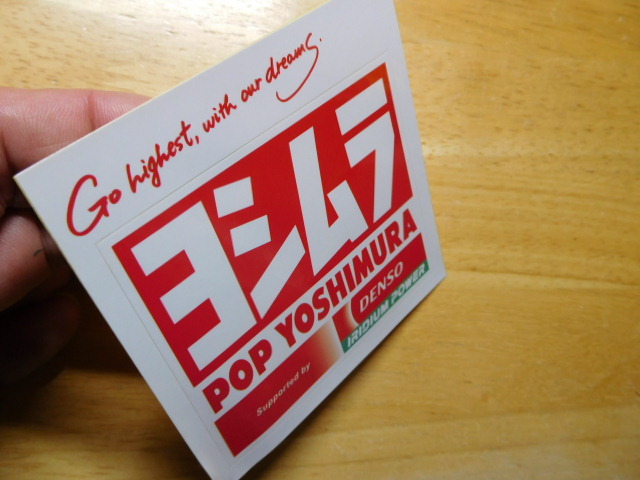 Go highest, with our dreams.
ヨシムラ
POP YOSHIMURA
Supported by
DENSO
IRIDIUM POWER